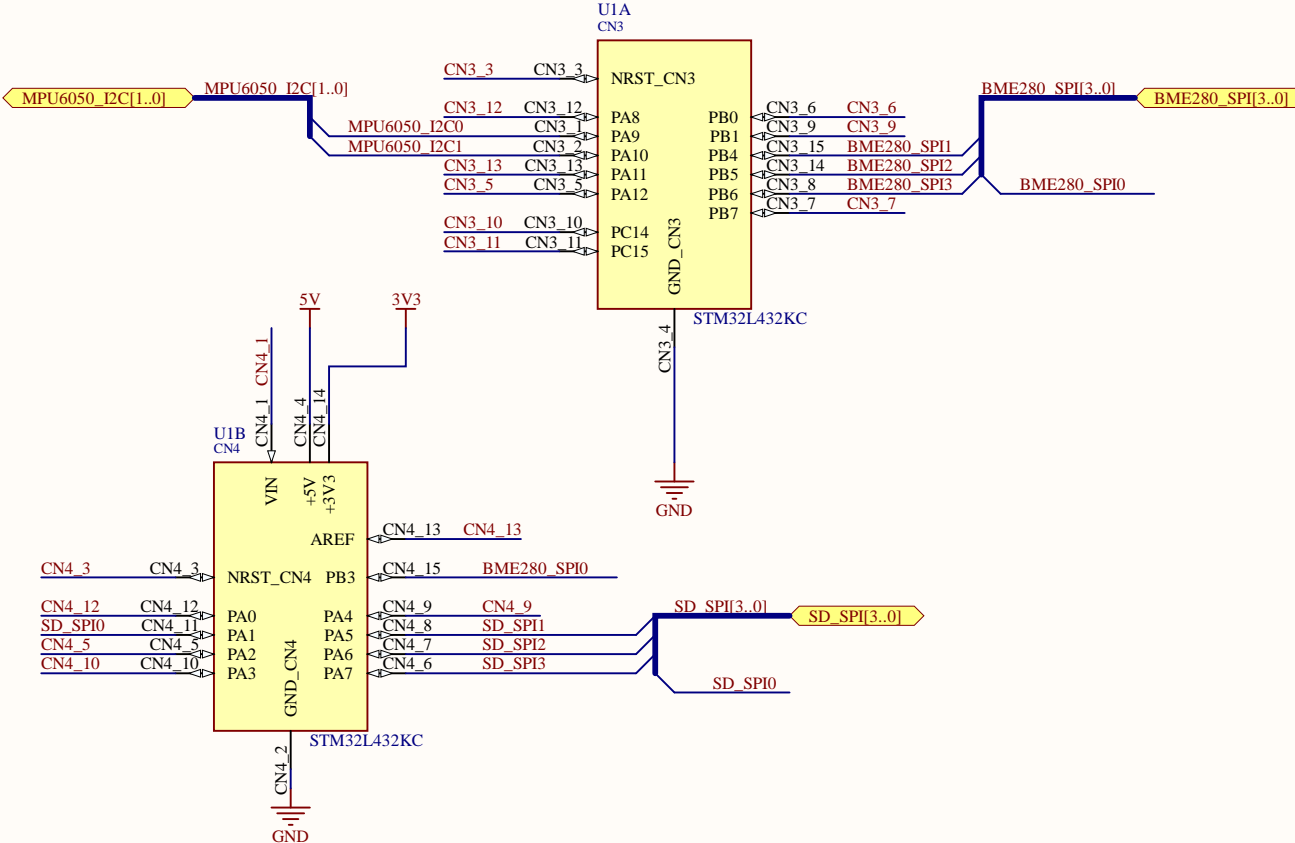 U1A
CN3
CN3_3 CN3_3 NRST_CN3
MPU6050_I2C[1..0] MPU6050_I2C[1..0]
BME280_SPI[3..0] BME280_SPI[3..0]
CN3_12 CN3_12 PA8 PB0 CN3_6 CN3_6
MPU6050_I2C0 CN3_1 PA9 PB1 CN3_9 CN3_9
MPU6050_I2C1 CN3_2 PA10 PB4 CN3_15 BME280_SPI1
CN3_13 CN3_13 PA11 PB5 CN3_14 BME280_SPI2
CN3_5 CN3_5 PA12 PB6 CN3_8 BME280_SPI3 BME280_SPI0
PB7 CN3_7 CN3_7
CN3_10 CN3_10 PC14
CN3_11 CN3_11 PC15
GND_CN3
STM32L432KC
CN3_4
GND
5V 3V3
CN4_1
CN4_1 CN4_4 CN4_14
U1B
CN4
VIN +5V +3V3
AREF CN4_13 CN4_13
CN4_3 CN4_3 NRST_CN4 PB3 CN4_15 BME280_SPI0
CN4_12 CN4_12 PA0 PA4 CN4_9 CN4_9 SD_SPI[3..0] SD_SPI[3..0]
SD_SPI0 CN4_11 PA1 PA5 CN4_8 SD_SPI1
CN4_5 CN4_5 PA2 PA6 CN4_7 SD_SPI2
CN4_10 CN4_10 PA3 PA7 CN4_6 SD_SPI3
SD_SPI0
GND_CN4
STM32L432KC
CN4_2
GND